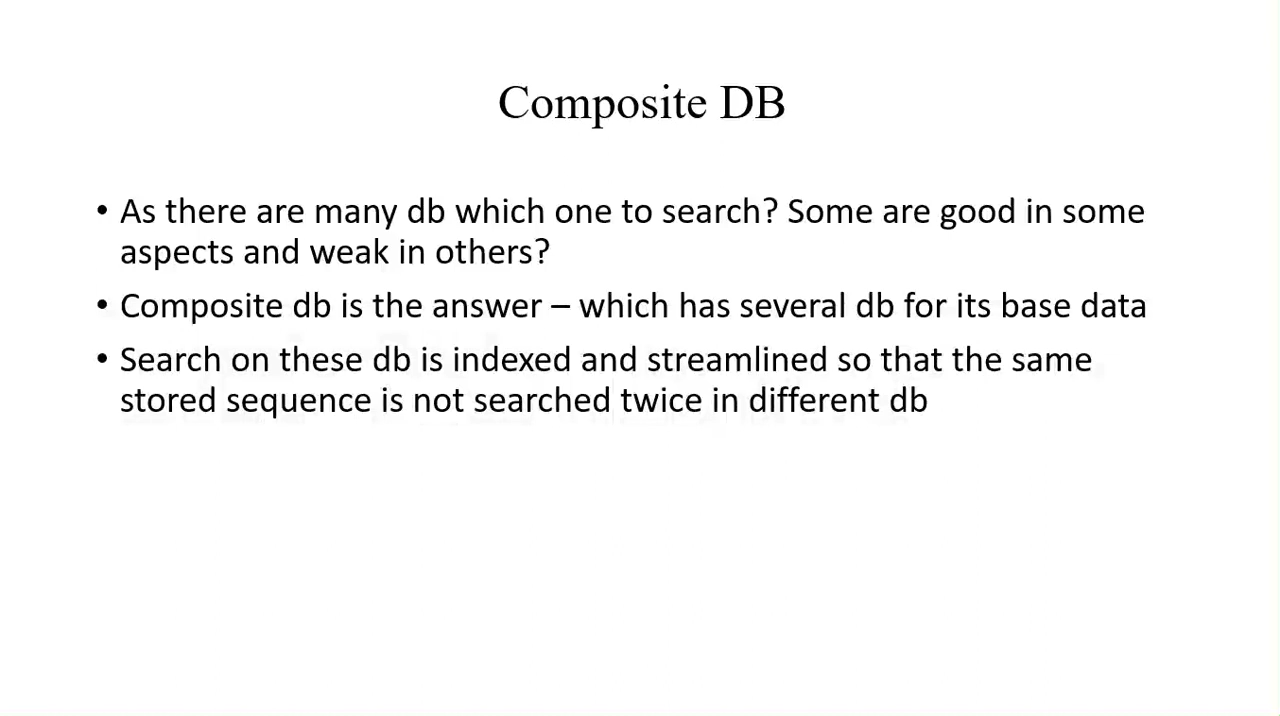 Composite DB
• As there are many db which one to search? Some are good in some
aspects and weak in others?
• Composite db is the answer – which has several db for its base data
• Search on these db is indexed and streamlined so that the same
stored sequence is not searched twice in different db